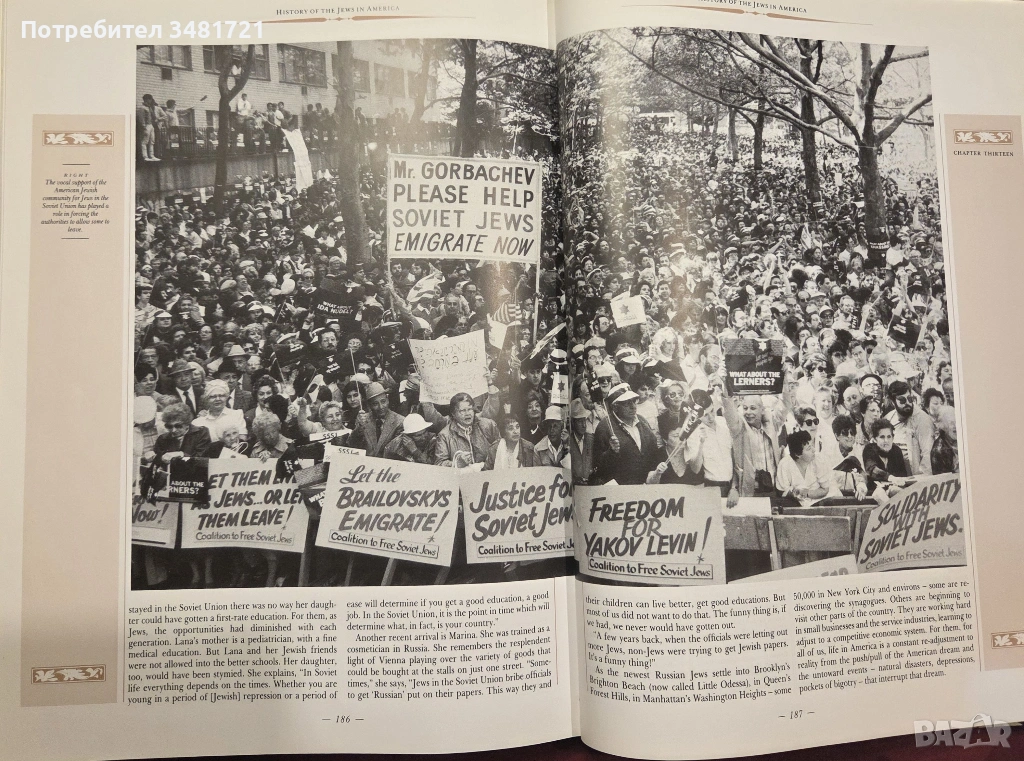 Потребител 3481721
HISTORY OF THE JEWS IN AMERICA
HISTORY OF THE JEWS IN AMERICA
RIGHT
The vocal support of the
American Jewish
community for Jews in the
Soviet Union has played a
role in forcing the
authorities to allow some to
leave.
CHAPTER THIRTEEN
Mr. GORBACHEV
PLEASE HELP
SOVIET JEWS
EMIGRATE NOW
WHAT ABOUT
IDA NUDEL?
WHAT ABOUT THE
LERNERS?
ABOUT THE
LERNERS?
NOW!
LET THEM LIVE
AS JEWS...OR LET
THEM LEAVE!
Coalition to Free Soviet Jews
Let the
BRAILOVSKYS
EMIGRATE!
Coalition to Free Soviet Jews
Justice for
Soviet Jews
Coalition to Free Soviet
FREEDOM
FOR
YAKOV LEVIN!
Coalition to Free Soviet Jews
SOLIDARITY
WITH
SOVIET JEWS.
Coalition to Free Soviet Jews
stayed in the Soviet Union there was no way her daugh-
ter could have gotten a first-rate education. For them, as
Jews, the opportunities had diminished with each
generation. Lana's mother is a pediatrician, with a fine
medical education. But Lana and her Jewish friends
were not allowed into the better schools. Her daughter,
too, would have been stymied. She explains, "In Soviet
life everything depends on the times. Whether you are
young in a period of [Jewish] repression or a period of
ease will determine if you get a good education, a good
job. In the Soviet Union, it is the point in time which will
determine what, in fact, is your country."
Another recent arrival is Marina. She was trained as a
cosmetician in Russia. She remembers the resplendent
light of Vienna playing over the variety of goods that
could be bought at the stalls on just one street. "Some-
times," she says, "Jews in the Soviet Union bribe officials
to get 'Russian' put on their papers. This way they and
— 186 —
their children can live better, get good educations. But
most of us did not want to do that. The funny thing is, if
we had, we never would have gotten out.
"A few years back, when the officials were letting out
more Jews, non-Jews were trying to get Jewish papers.
It's a funny thing!"
As the newest Russian Jews settle into Brooklyn's
Brighton Beach (now called Little Odessa), in Queen's
Forest Hills, in Manhattan's Washington Heights – some
50,000 in New York City and environs – some are re-
discovering the synagogues. Others are beginning to
visit other parts of the country. They are working hard
in small businesses and the service industries, learning to
adjust to a competitive economic system. For them, for
all of us, life in America is a constant re-adjustment to
reality from the push/pull of the American dream and
the untoward events – natural disasters, depressions,
pockets of bigotry – that interrupt that dream.
— 187 —
BAZAR